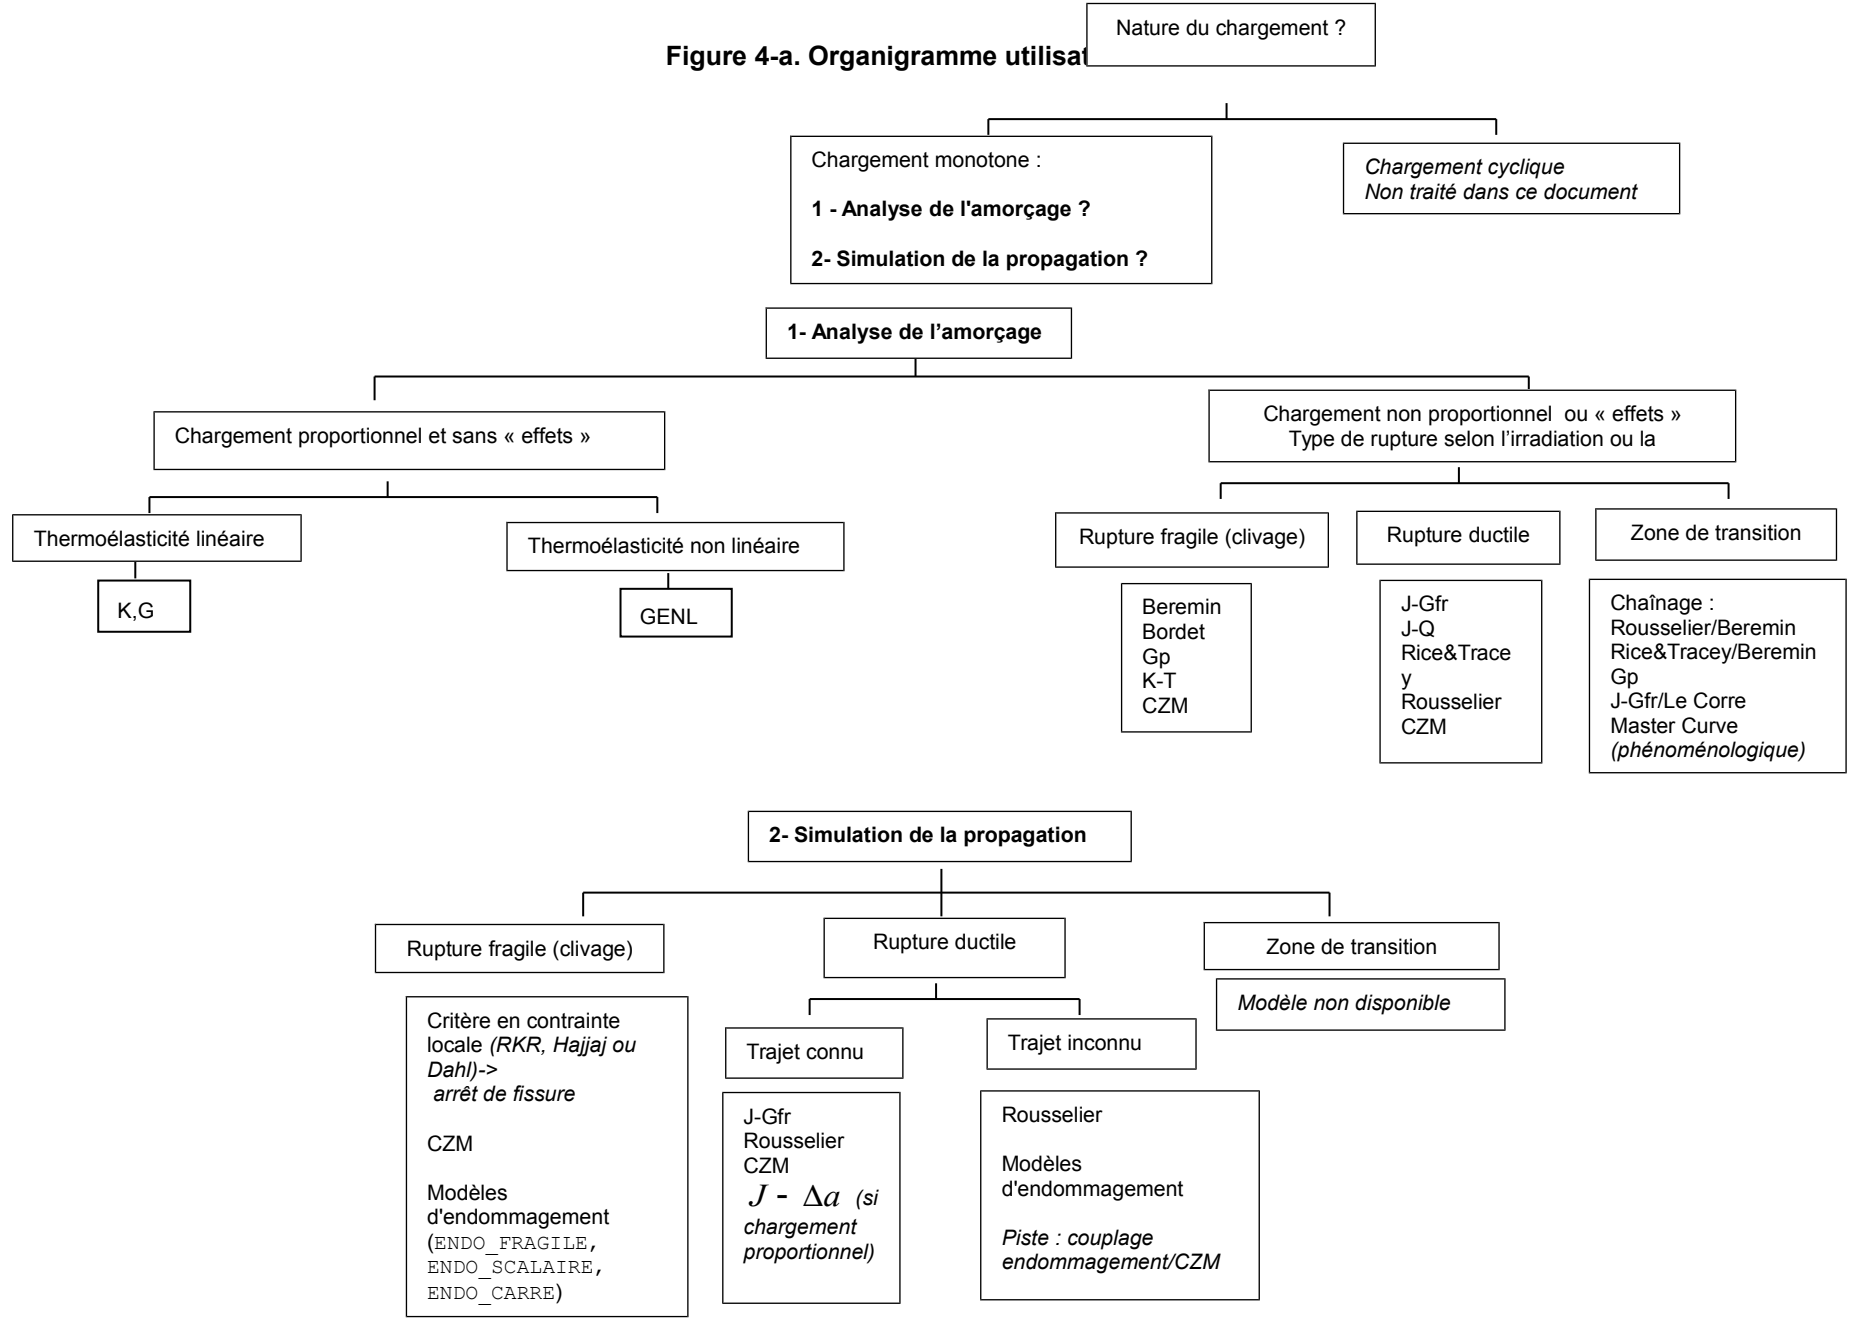 Nature du chargement ?
Figure 4-a. Organigramme utilisat
Chargement monotone :
1 - Analyse de l'amorçage ?
2- Simulation de la propagation ?
Chargement cyclique
Non traité dans ce document
1- Analyse de l’amorçage
Chargement proportionnel et sans « effets »
Chargement non proportionnel ou « effets »
Type de rupture selon l’irradiation ou la
Thermoélasticité linéaire
Thermoélasticité non linéaire
K,G
GENL
Rupture fragile (clivage)
Rupture ductile
Zone de transition
Beremin
Bordet
Gp
K-T
CZM
J-Gfr
J-Q
Rice&Trace
y
Rousselier
CZM
Chaînage :
Rousselier/Beremin
Rice&Tracey/Beremin
Gp
J-Gfr/Le Corre
Master Curve
(phénoménologique)
2- Simulation de la propagation
Rupture fragile (clivage)
Rupture ductile
Zone de transition
Modèle non disponible
Critère en contrainte
locale (RKR, Hajjaj ou
Dahl)->
arrêt de fissure
CZM
Modèles
d'endommagement
(ENDO_FRAGILE,
ENDO_SCALAIRE,
ENDO_CARRE)
Trajet connu
Trajet inconnu
J-Gfr
Rousselier
CZM
J - Δa (si
chargement
proportionnel)
Rousselier
Modèles
d'endommagement
Piste : couplage
endommagement/CZM